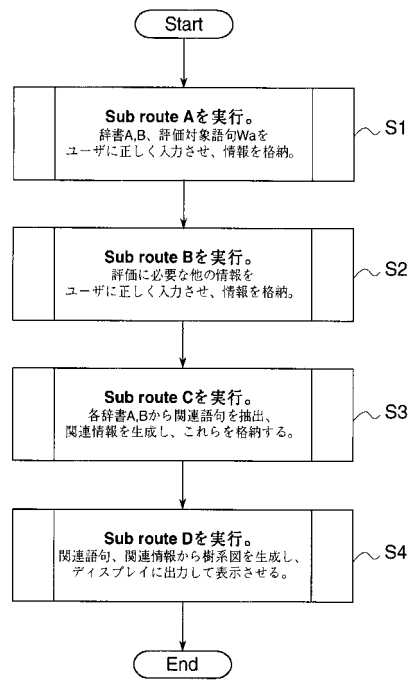 Start
Sub route Aを実行。
辞書A,B、評価対象語句Waを
ユーザに正しく入力させ、情報を格納。
S1
Sub route Bを実行。
評価に必要な他の情報を
ユーザに正しく入力させ、情報を格納。
S2
Sub route Cを実行。
各辞書A,Bから関連語句を抽出、
関連情報を生成し、これらを格納する。
S3
Sub route Dを実行。
関連語句、関連情報から樹系図を生成し、
ディスプレイに出力して表示させる。
S4
End